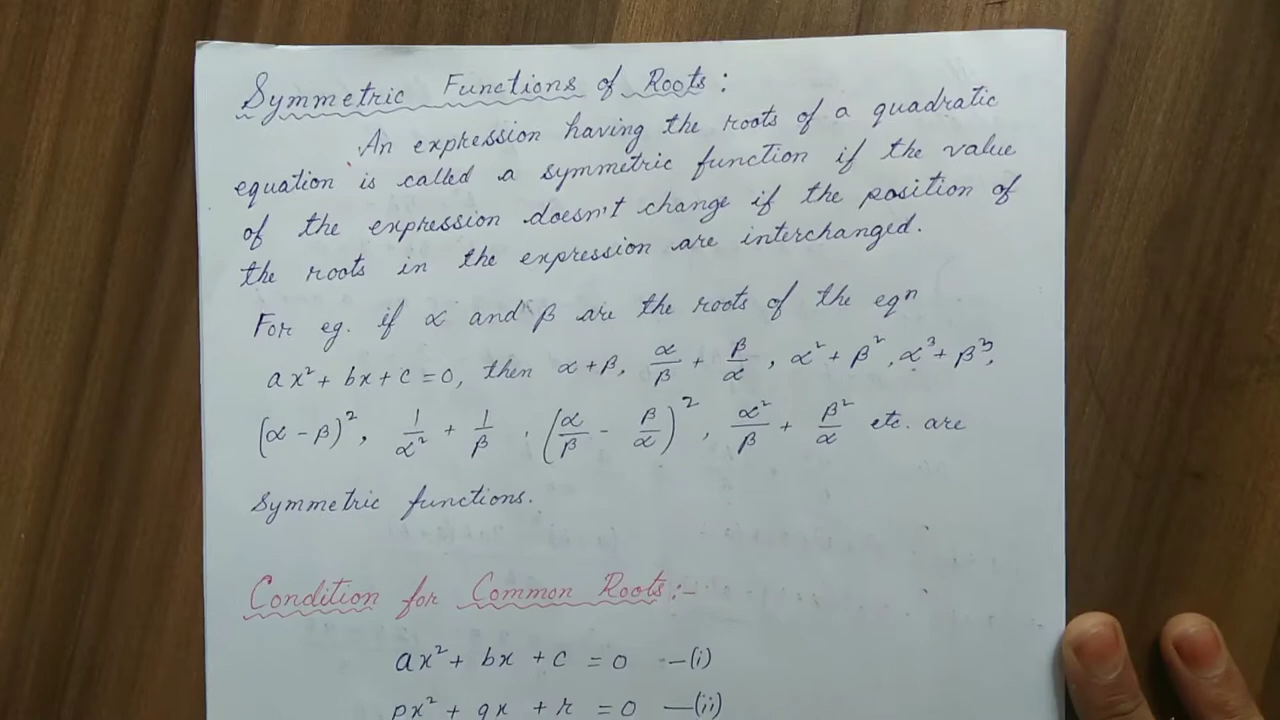 Symmetric Functions of Roots:
An expression having the roots of a quadratic
equation is called a symmetric function if the value
of the expression doesn't change if the position of
the roots in the expression are interchanged.
For eg. if α and β are the roots of the eqn
ax² + bx + c = 0, then α + β, α/β + β/α, α² + β², α³ + β³,
(α - β)², 1/α² + 1/β, (α/β - β/α)², α²/β + β²/α etc. are
Symmetric functions.
Condition for Common Roots:-
ax² + bx + c = 0 -(i)
px² + qx + r = 0 —(ii)